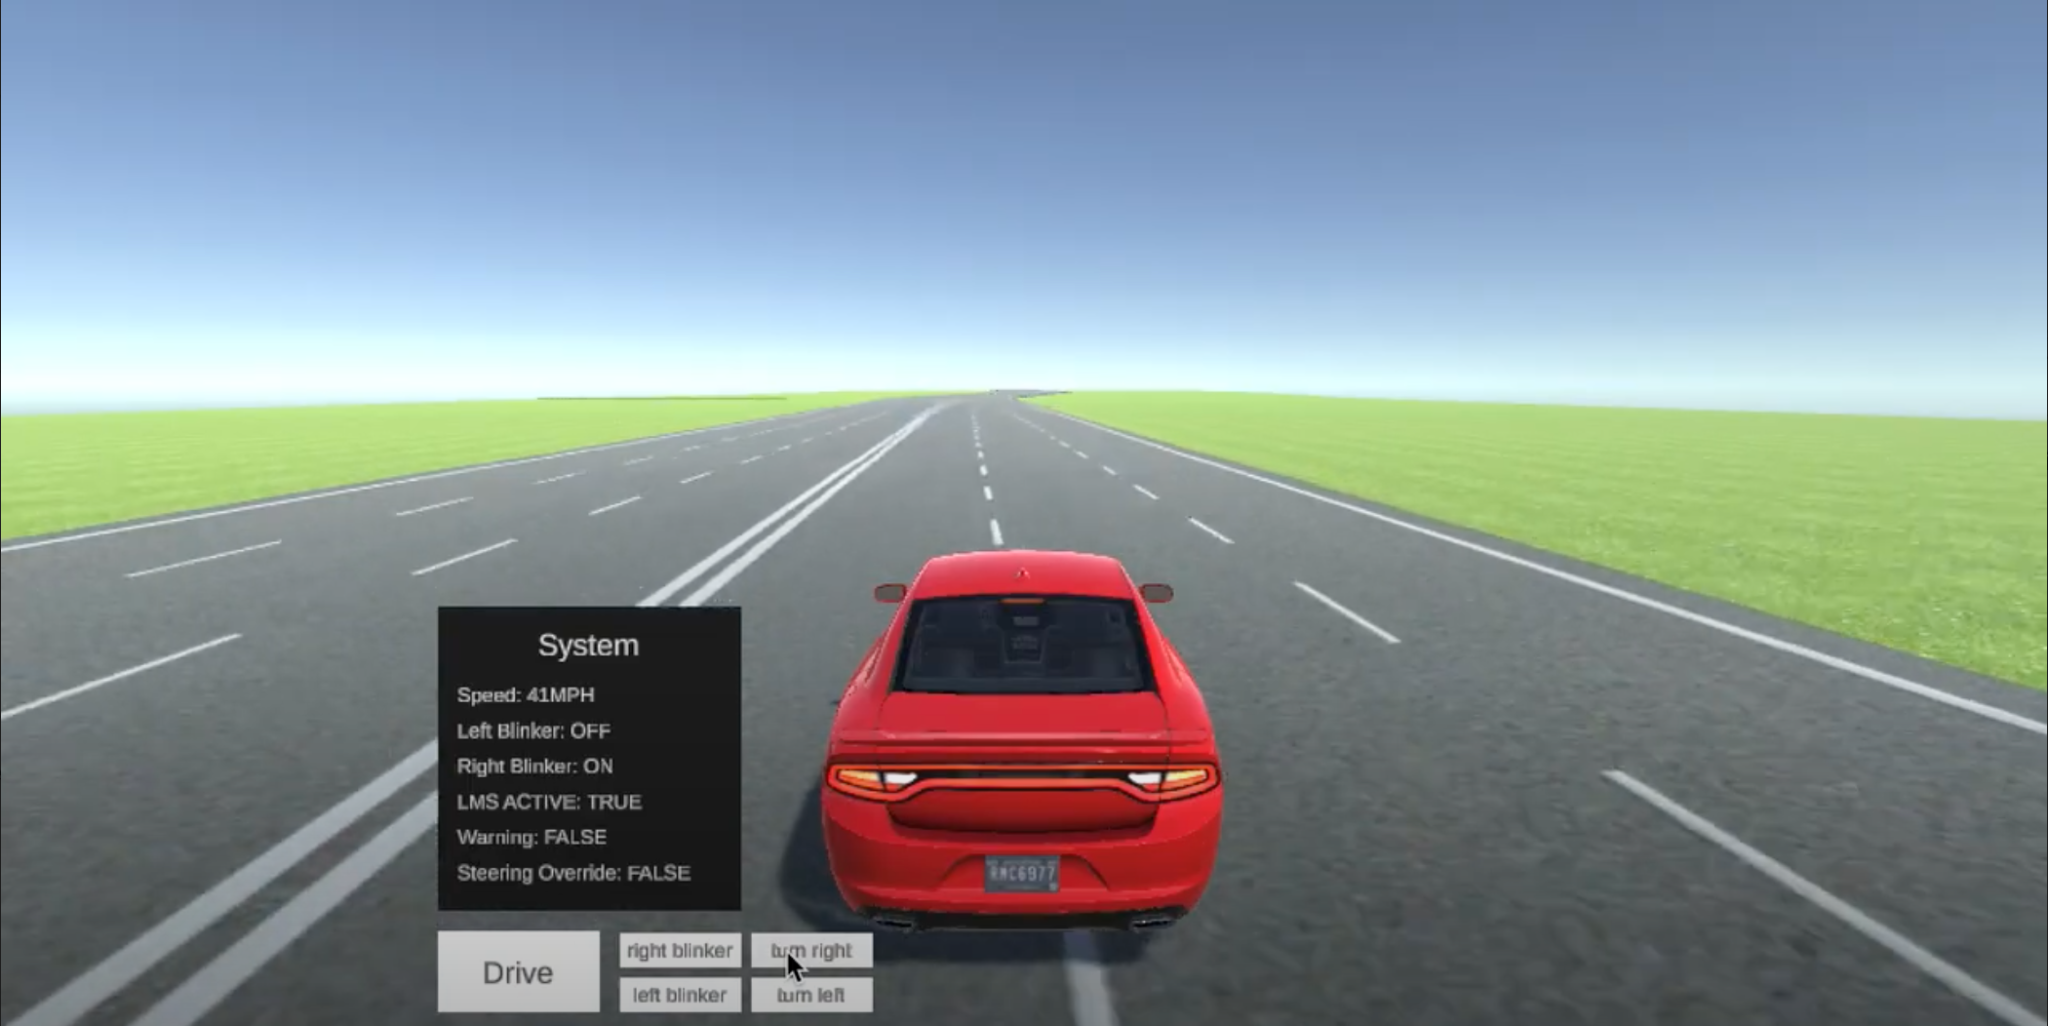 System
Speed: 41MPH
Left Blinker: OFF
Right Blinker: ON
LMS ACTIVE: TRUE
Warning: FALSE
Steering Override: FALSE
Drive
right blinker
turn right
left blinker
turn left